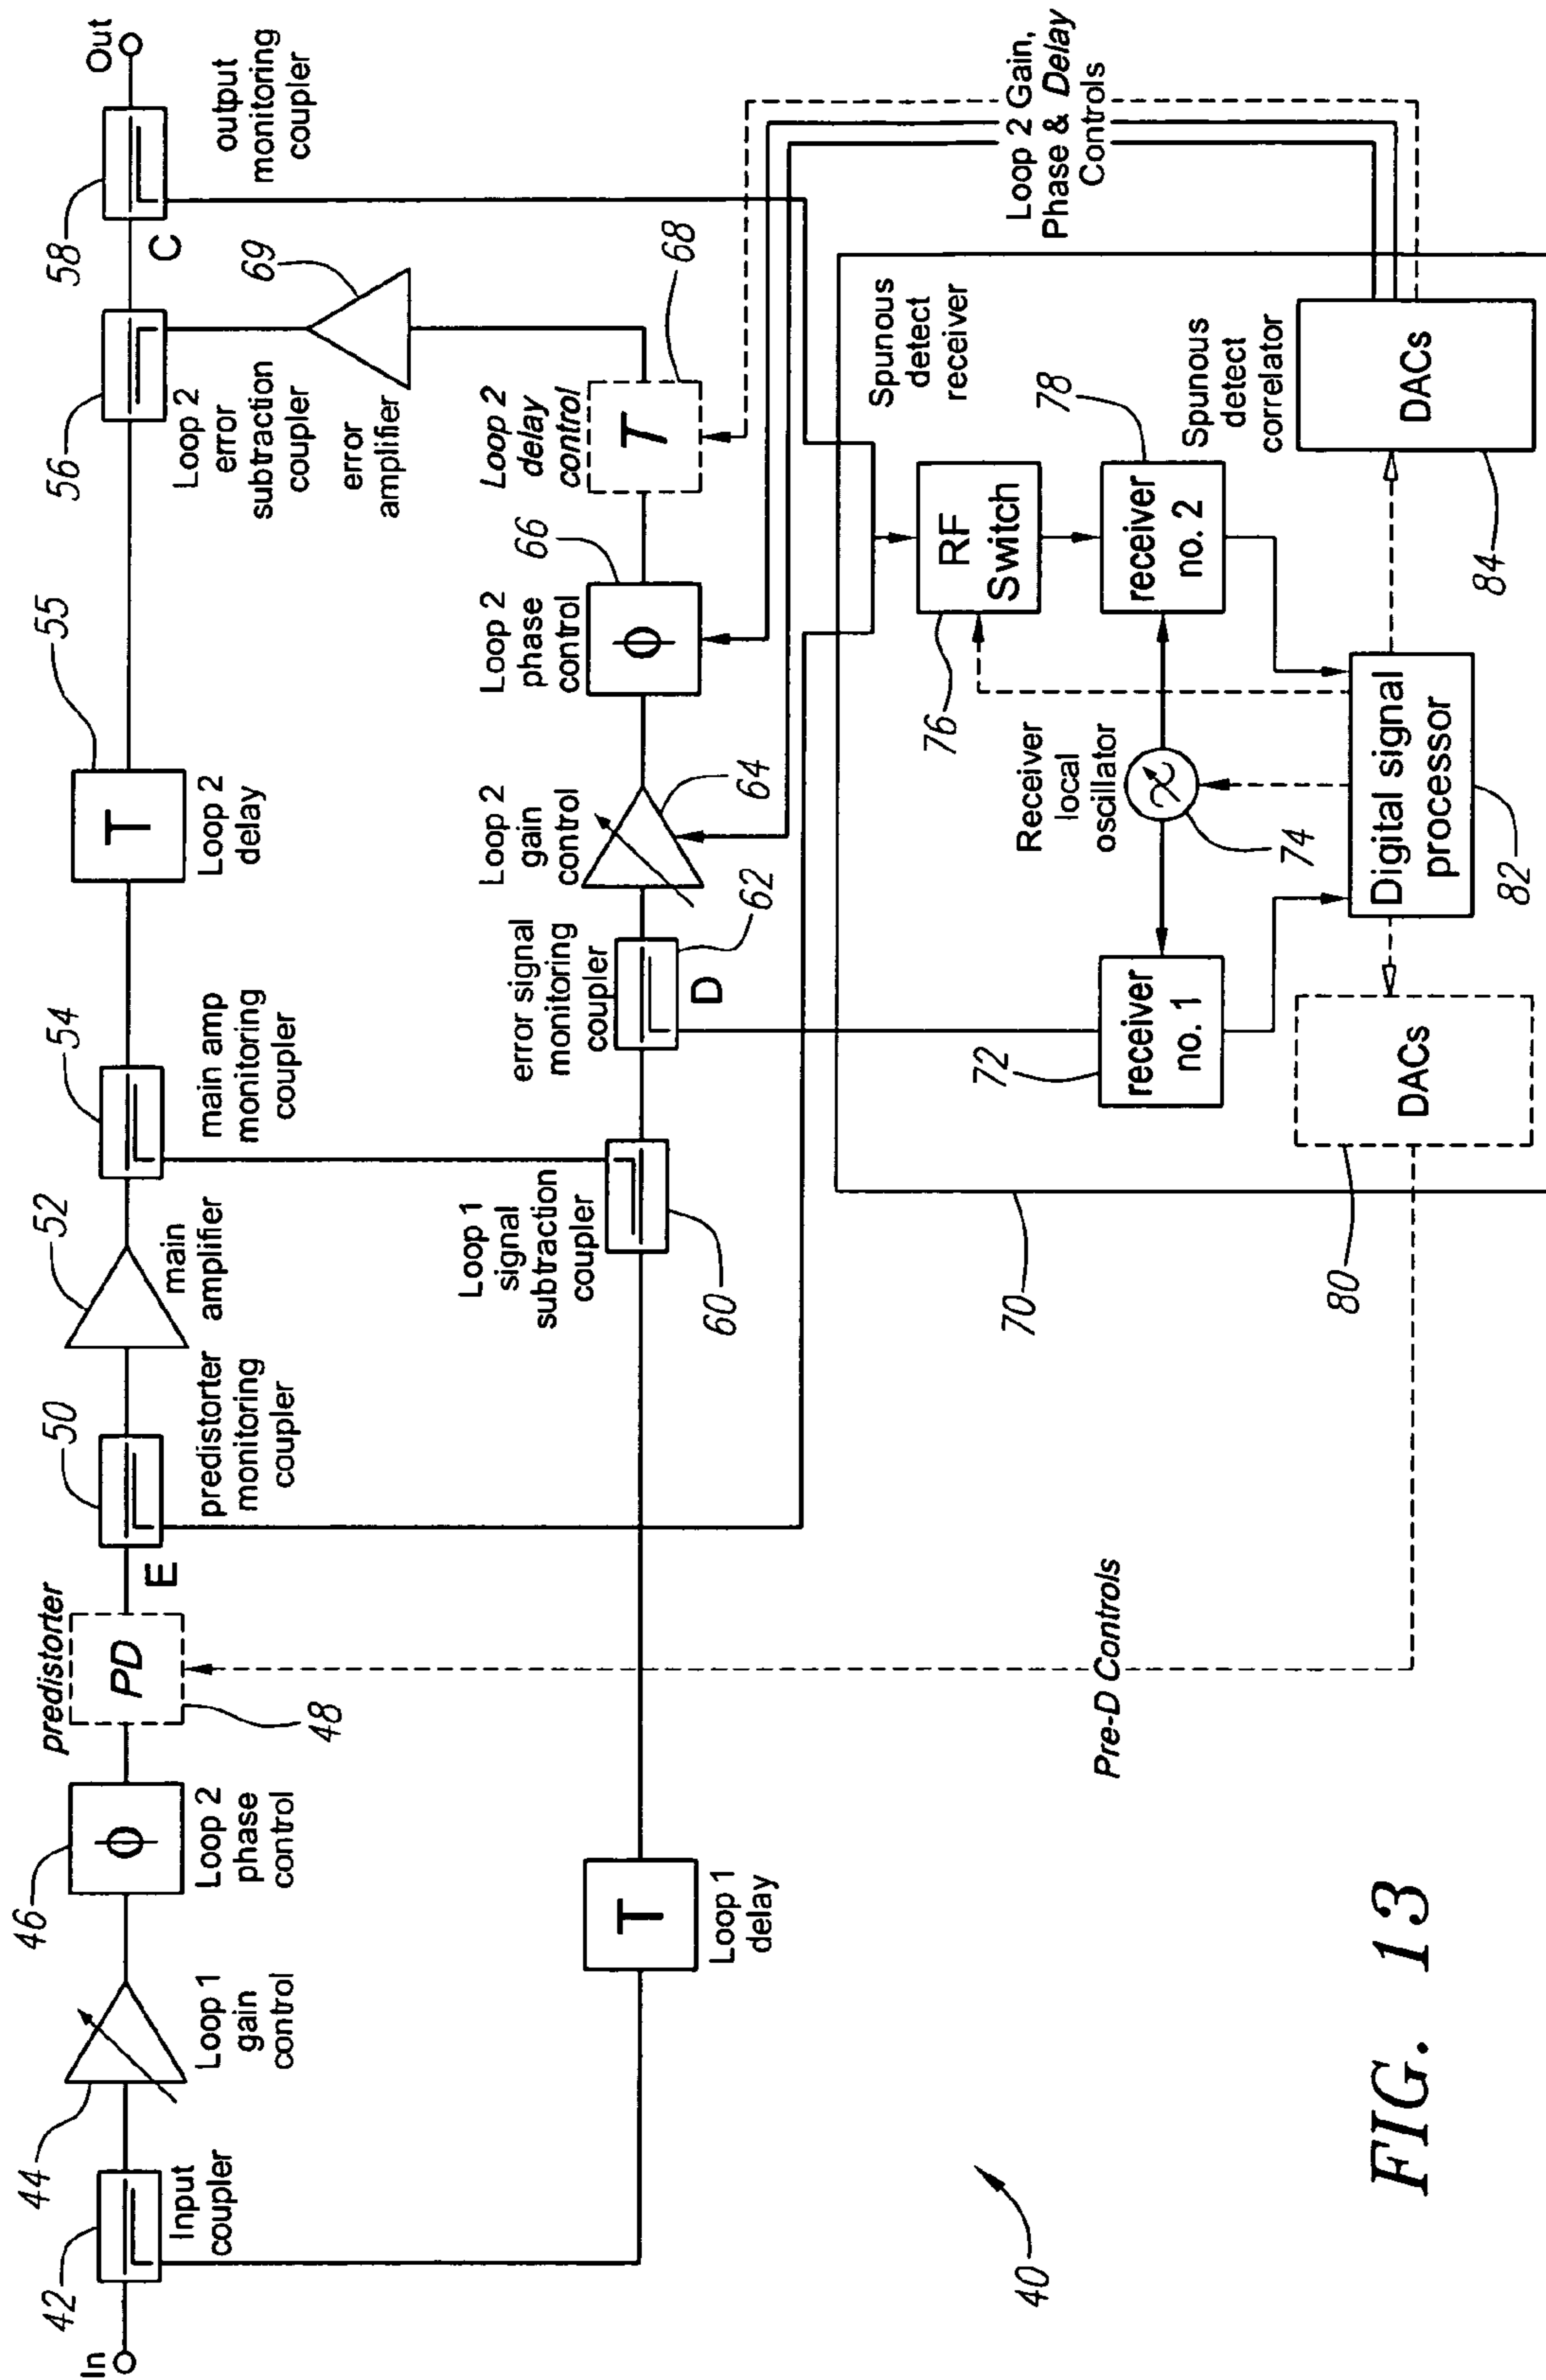 In
42
Input
coupler
44
Loop 1
gain
control
46
Φ
Loop 2
phase
control
predistorter
PD
48
E
50
predistorter
monitoring
coupler
52
main
amplifier
54
main amp
monitoring
coupler
55
T
Loop 2
delay
56
Loop 2
error
subtraction
coupler
58
C
output
monitoring
coupler
Out
69
error
amplifier
T
Loop 1
delay
Loop 1
signal
subtraction
coupler
60
error signal
monitoring
coupler
D
62
Loop 2
gain
control
64
Loop 2
phase
control
Φ
66
Loop 2
delay
control
T
68
Loop 2 Gain,
Phase & Delay
Controls
Pre-D Controls
70
Spunous
detect
receiver
RF
Switch
76
72
receiver
no. 1
Receiver
local
oscillator
74
receiver
no. 2
78
Spunous
detect
correlator
80
DACs
Digital signal
processor
82
DACs
84
40
FIG. 13